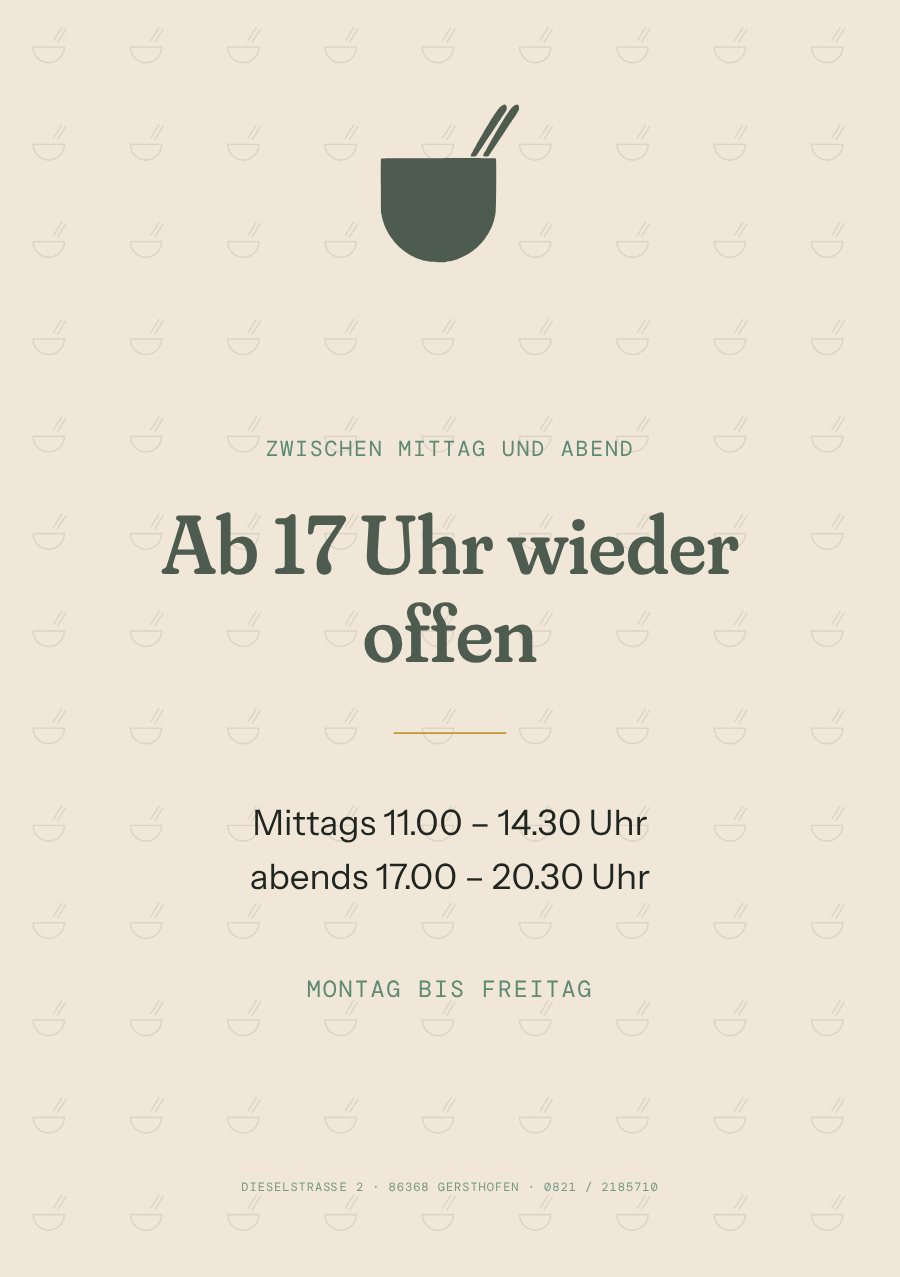 ZWISCHEN MITTAG UND ABEND
Ab 17 Uhr wieder
offen
Mittags 11.00 – 14.30 Uhr
abends 17.00 – 20.30 Uhr
MONTAG BIS FREITAG
DIESELSTRASSE 2 · 86368 GERSTHOFEN · 0821 / 2185710